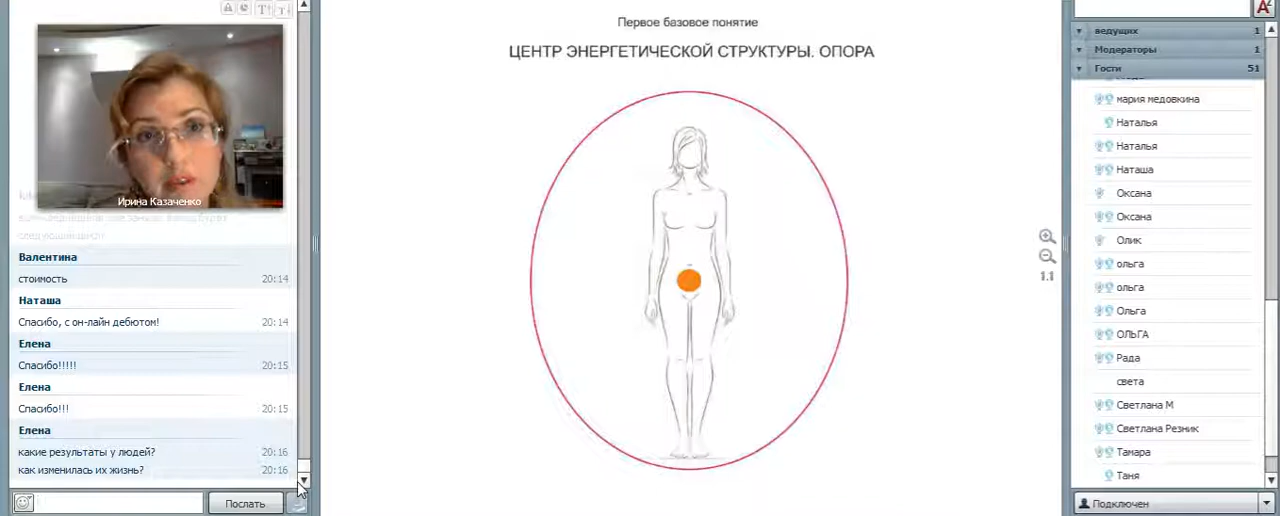 Ирина Казаченко
Валентина
стоимость 20:14
Наташа
Спасибо, с он-лайн дебютом! 20:14
Елена
Спасибо!!!!! 20:15
Елена
Спасибо!!! 20:15
Елена
какие результаты у людей? 20:16
как изменилась их жизнь? 20:16
Послать
Первое базовое понятие
ЦЕНТР ЭНЕРГЕТИЧЕСКОЙ СТРУКТУРЫ. ОПОРА
1.1
ведущих 1
Модераторы 1
Гости 51
мария медовкина
Наталья
Наталья
Наташа
Оксана
Оксана
Олик
ольга
ольга
Ольга
ОЛЬГА
Рада
света
Светлана М
Светлана Резник
Тамара
Таня
Подключен